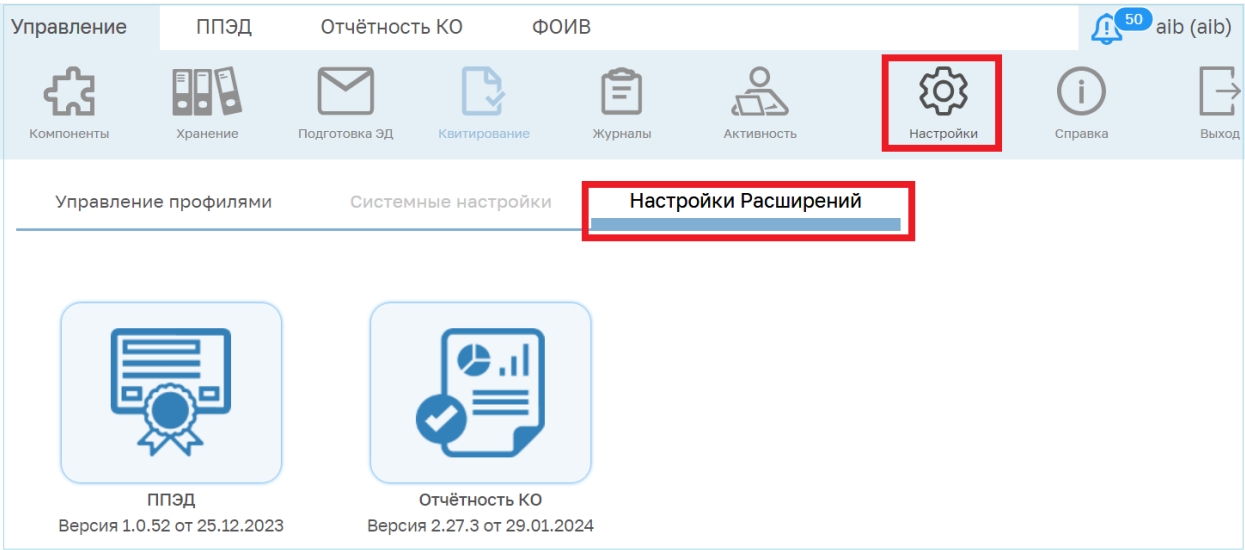 Управление ППЭД Отчётность КО ФОИВ 50 aib (aib)
Компоненты Хранение Подготовка ЭД Квитирование Журналы Активность Настройки Справка Выход
Управление профилями Системные настройки Настройки Расширений
ППЭД Отчётность КО
Версия 1.0.52 от 25.12.2023 Версия 2.27.3 от 29.01.2024